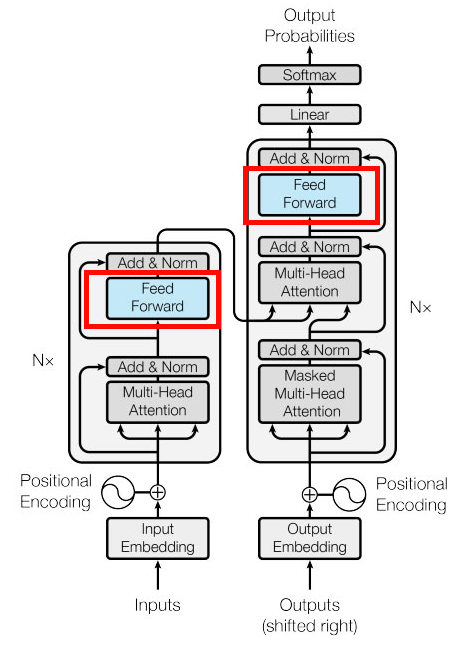 Output
Probabilities
Softmax
Linear
Add & Norm
Feed
Forward
Add & Norm
Multi-Head
Attention
Add & Norm
Masked
Multi-Head
Attention
Nx
Add & Norm
Feed
Forward
Add & Norm
Multi-Head
Attention
N×
Positional
Encoding
Positional
Encoding
Input
Embedding
Output
Embedding
Inputs
Outputs
(shifted right)